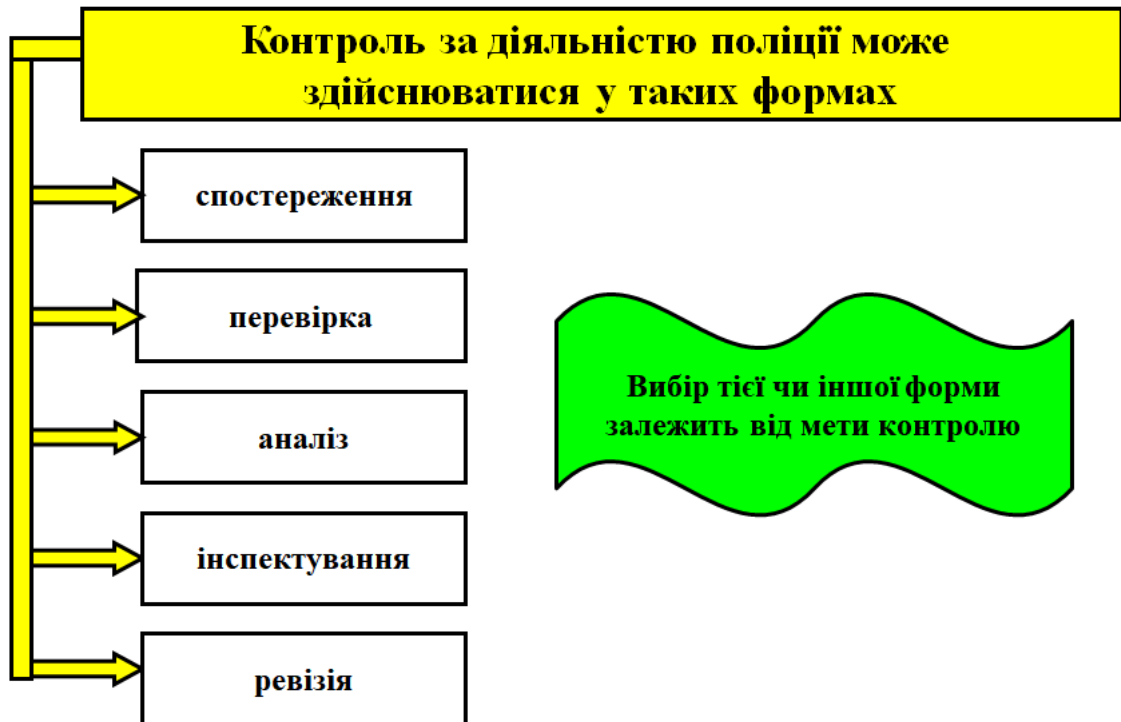 Контроль за діяльністю поліції може
здійснюватися у таких формах
спостереження
перевірка
аналіз
інспектування
ревізія
Вибір тієї чи іншої форми
залежить від мети контролю